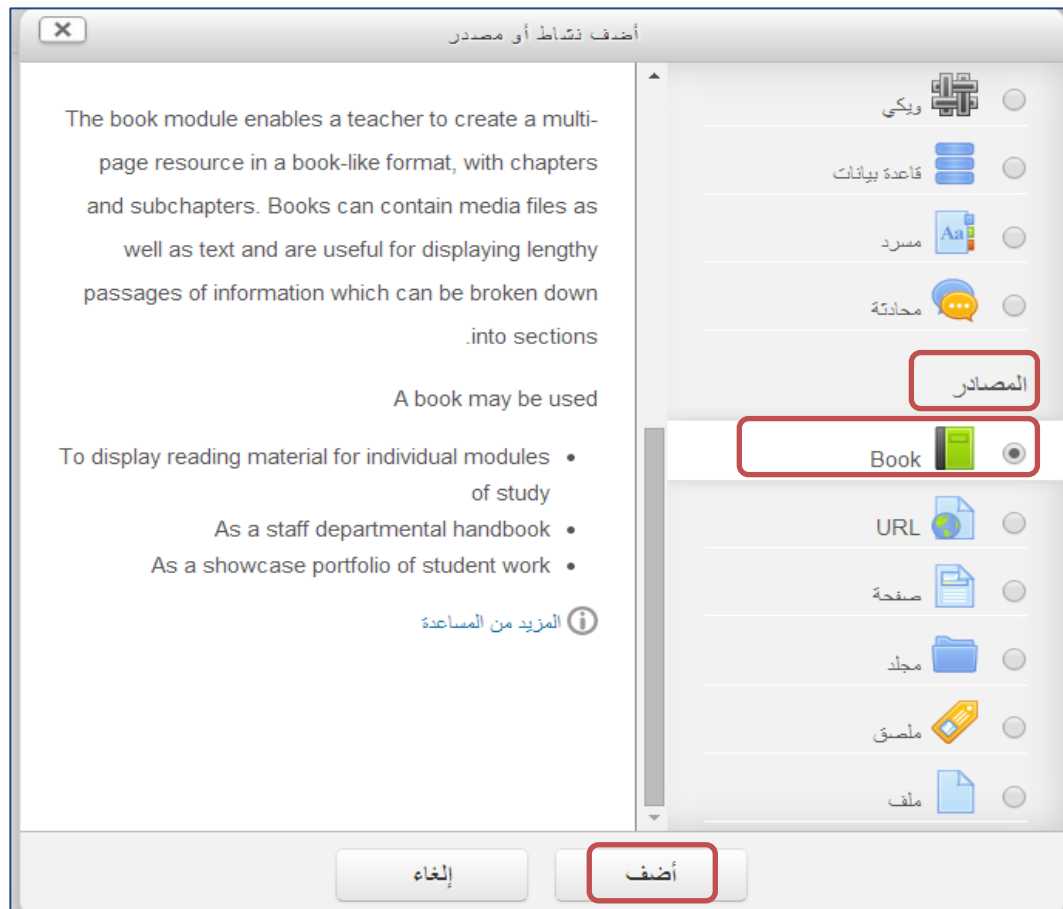 أضف نشاط أو مصدر
ويكي
قاعدة بيانات
Aa
مسرد
محادثة
المصادر
Book
URL
صفحة
مجلد
ملصق
ملف
The book module enables a teacher to create a multi-
page resource in a book-like format, with chapters
and subchapters. Books can contain media files as
well as text and are useful for displaying lengthy
passages of information which can be broken down
.into sections
A book may be used
To display reading material for individual modules •
of study
As a staff departmental handbook •
As a showcase portfolio of student work •
المزيد من المساعدة
أضف
إلغاء